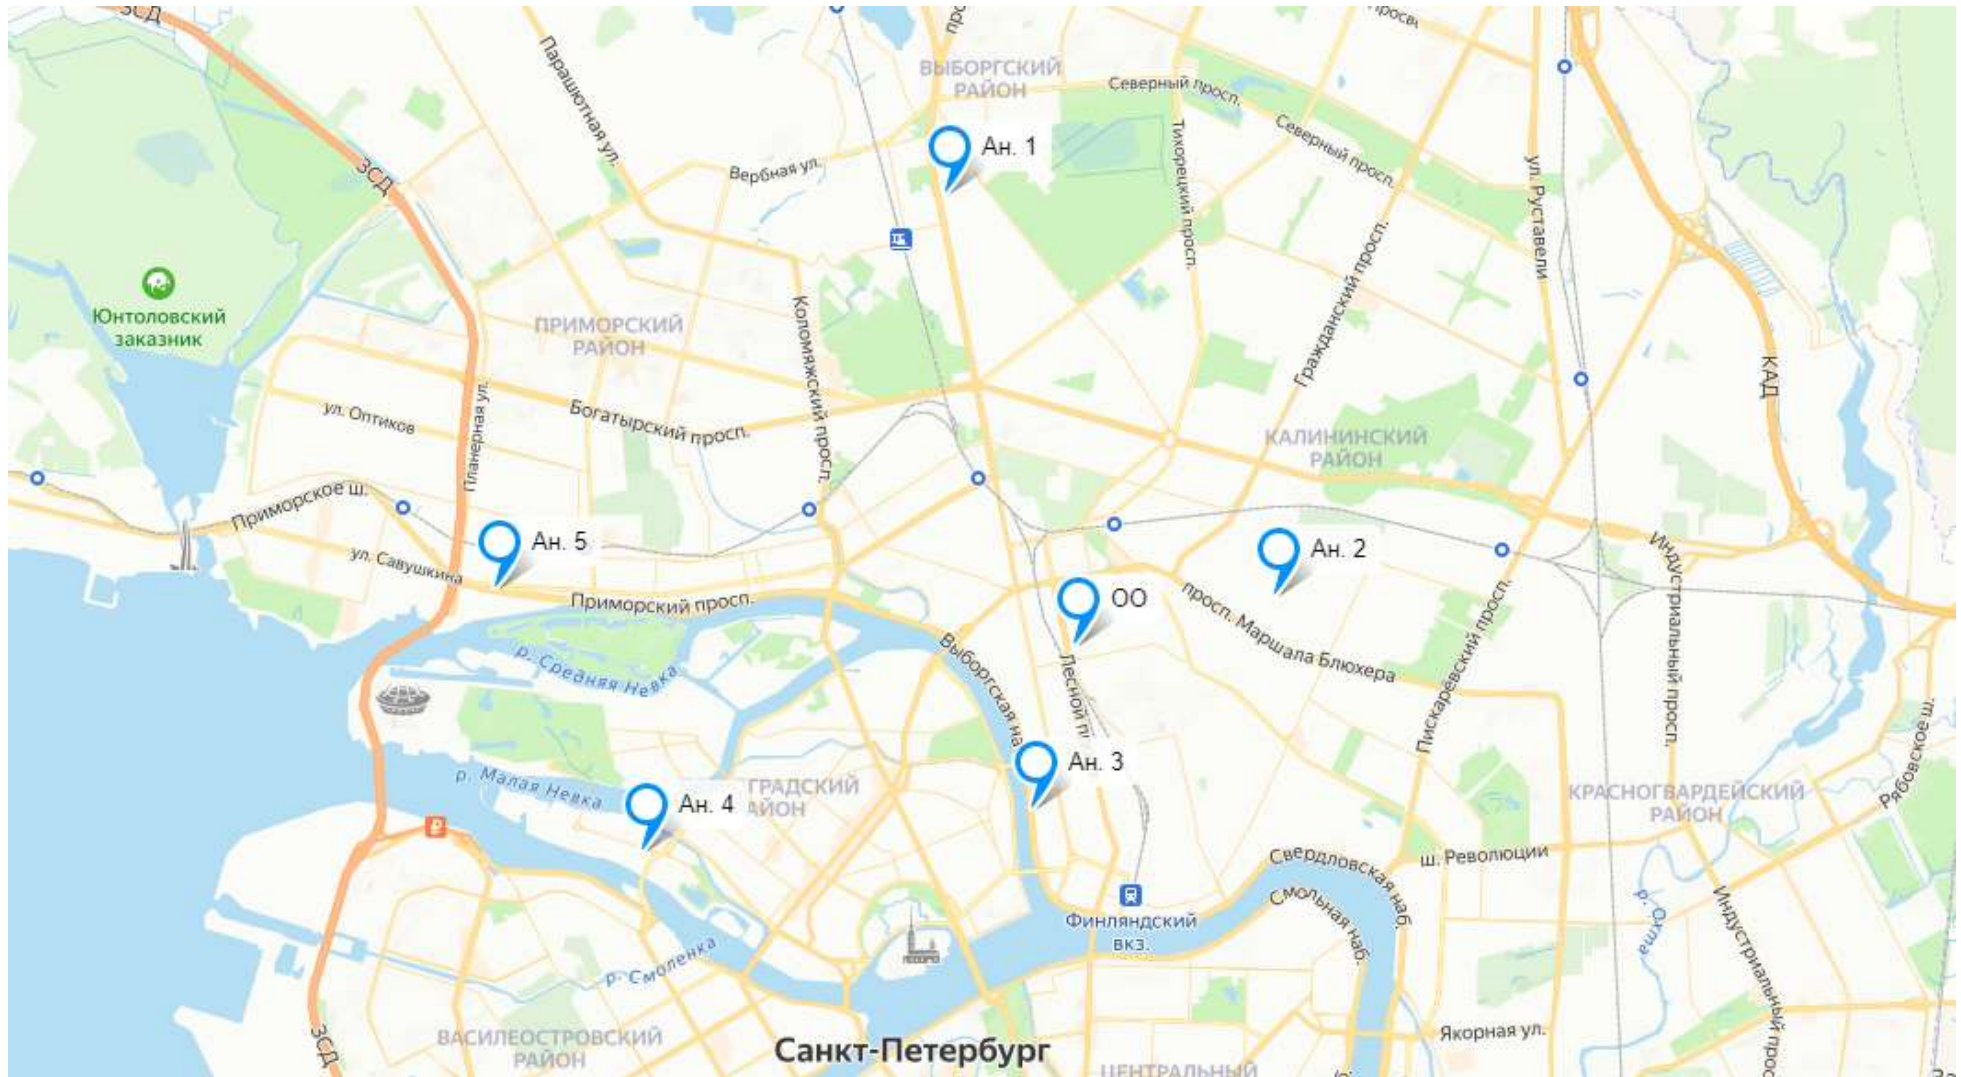 ЗСД
ВЫБОРГСКИЙ
РАЙОН
Парашютная ул.
Северный просп.
Северный просп.
Тихорецкий просп.
ул. Руставели
Вербная ул.
Ан. 1
ЗСД
Гражданский просп.
Юнтоловский
заказник
ПРИМОРСКИЙ
РАЙОН
Коломяжский просп.
КАД
Планерная ул.
ул. Оптиков
Богатырский просп.
КАЛИНИНСКИЙ
РАЙОН
Приморское ш.
ул. Савушкина
Ан. 5
Ан. 2
Индустриальный просп.
Приморский просп.
ОО
просп. Маршала Блюхера
Пискарёвский просп.
р. Средняя Невка
Выборгская на
Лесной п
Рябовское ш.
р. Малая Невка
Ан. 3
ГРАДСКИЙ
АЙОН
Ан. 4
КРАСНОГВАРДЕЙСКИЙ
РАЙОН
Свердловская наб.
ш. Революции
Смольная наб.
Финляндский
вкз.
р. Охта
Индустриальный прос
р. Смоленка
ЗСД
ВАСИЛЕОСТРОВСКИЙ
РАЙОН
Санкт-Петербург
Якорная ул.
ЦЕНТРАЛЬНЫЙ